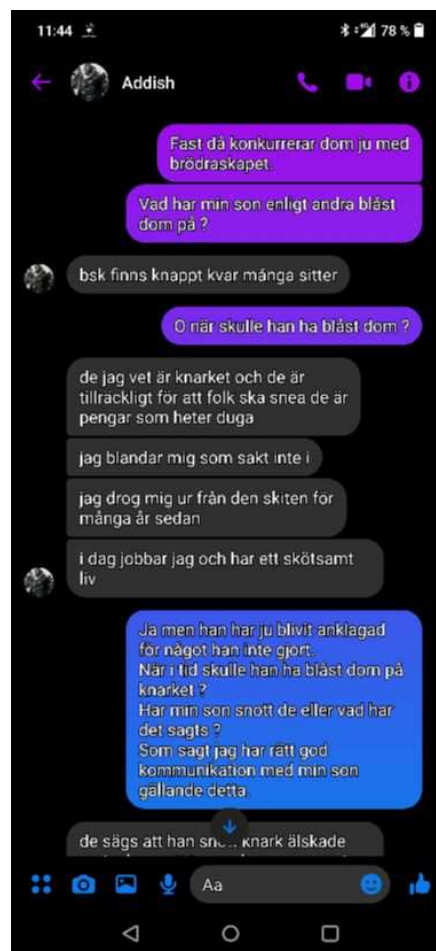 11:44
78 %
Addish
Fast då konkurrerar dom ju med
brödraskapet.
Vad har min son enligt andra blåst
dom på ?
bsk finns knappt kvar många sitter
O när skulle han ha blåst dom ?
de jag vet är knarket och de är
tillräckligt för att folk ska snea de är
pengar som heter duga
jag blandar mig som sakt inte i
jag drog mig ur från den skiten för
många år sedan
i dag jobbar jag och har ett skötsamt
liv
Ja men han har ju blivit anklagad
för något han inte gjort.
När i tid skulle han ha blåst dom på
knarket ?
Har min son snott de eller vad har
det sagts ?
Som sagt jag har rätt god
kommunikation med min son
gällande detta.
de sägs att han knark älskade
Aa